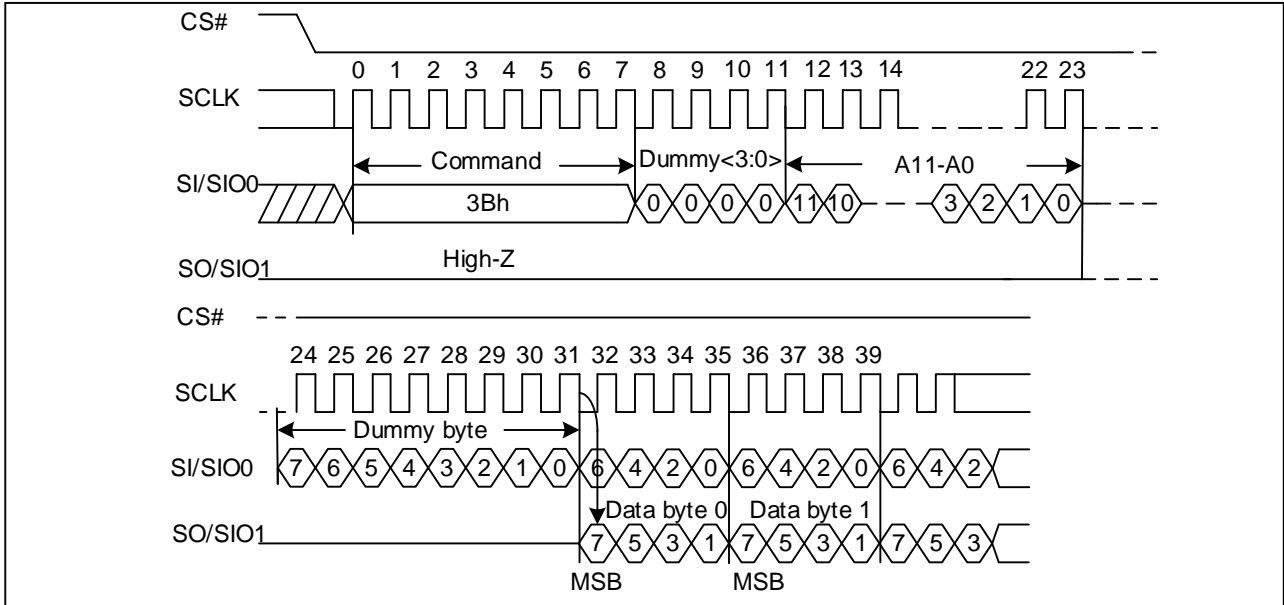 CS#
0 1 2 3 4 5 6 7 8 9 10 11 12 13 14 22 23
SCLK
Command Dummy<3:0> A11-A0
SI/SIO0
3Bh 0 0 0 0 11 10 3 2 1 0
High-Z
SO/SIO1
CS#
24 25 26 27 28 29 30 31 32 33 34 35 36 37 38 39
SCLK
Dummy byte
SI/SIO0 7 6 5 4 3 2 1 0 6 4 2 0 6 4 2 0 6 4 2
Data byte 0 Data byte 1
SO/SIO1 7 5 3 1 7 5 3 1 7 5 3
MSB MSB